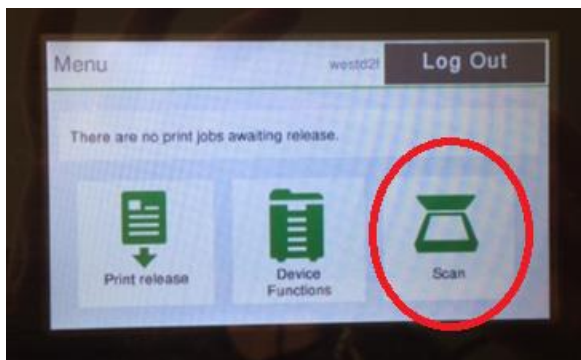 Menu
westd2f
Log Out
There are no print jobs awaiting release.
Print release
Device
Functions
Scan